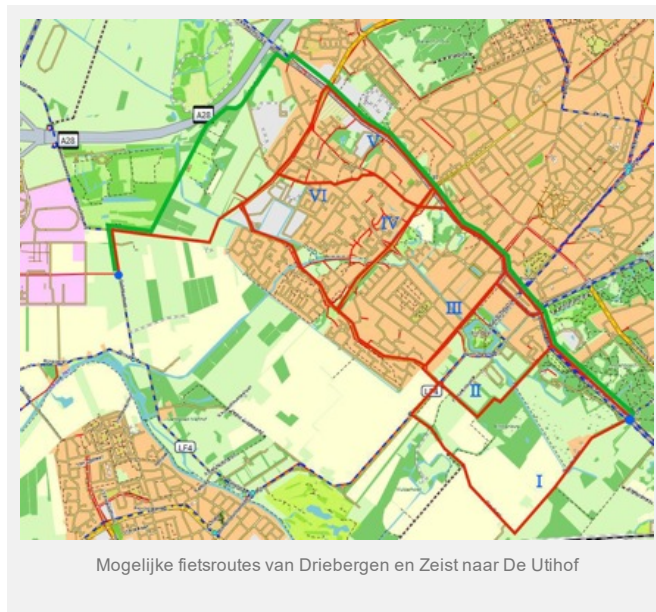 A28
A28
V
VI
IV
III
LF4
II
LF4
I
Mogelijke fietsroutes van Driebergen en Zeist naar De Utihof